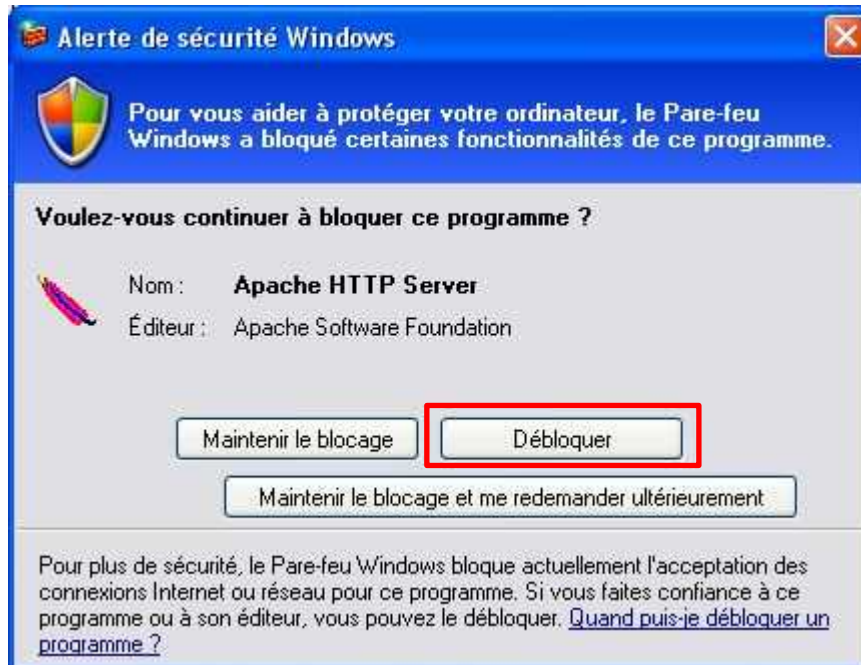 Alerte de sécurité Windows
Pour vous aider à protéger votre ordinateur, le Pare-feu
Windows a bloqué certaines fonctionnalités de ce programme.
Voulez-vous continuer à bloquer ce programme ?
Nom : Apache HTTP Server
Éditeur : Apache Software Foundation
Maintenir le blocage Débloquer
Maintenir le blocage et me redemander ultérieurement
Pour plus de sécurité, le Pare-feu Windows bloque actuellement l'acceptation des
connexions Internet ou réseau pour ce programme. Si vous faites confiance à ce
programme ou à son éditeur, vous pouvez le débloquer. Quand puis-je débloquer un
programme ?